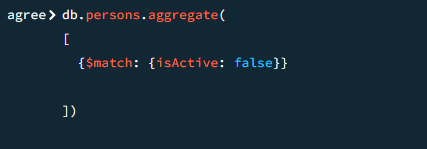 agree> db.persons.aggregate(
[
{$match: {isActive: false}}
])